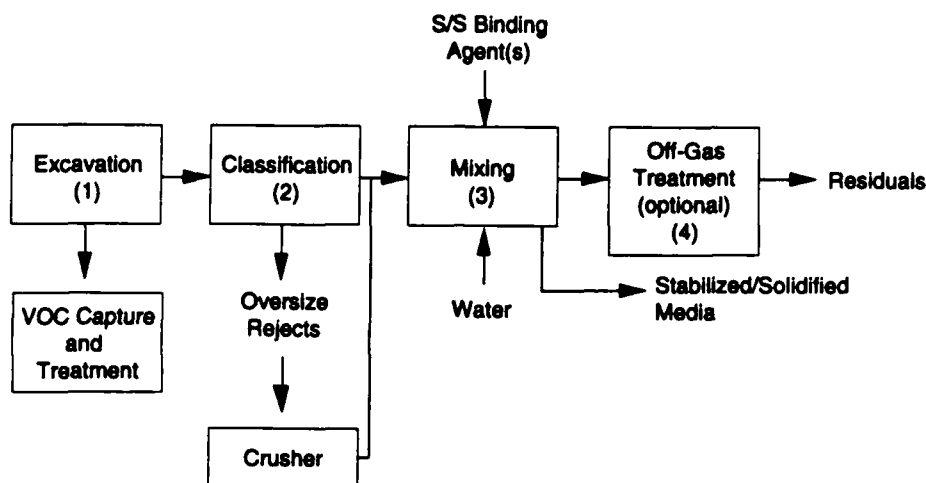 S/S Binding
Agent(s)
Excavation
(1)
Classification
(2)
Mixing
(3)
Off-Gas
Treatment
(optional)
(4)
Residuals
VOC Capture
and
Treatment
Oversize
Rejects
Water
Stabilized/Solidified
Media
Crusher